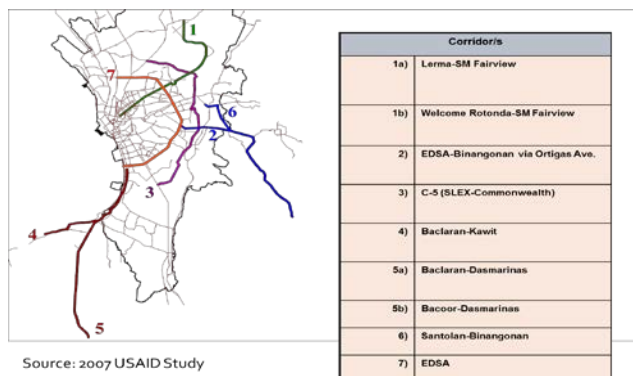 1
7
6
2
3
4
5
Corridor/s
1a) Lerma-SM Fairview
1b) Welcome Rotonda-SM Fairview
2) EDSA-Binangonan via Ortigas Ave.
3) C-5 (SLEX-Commonwealth)
4) Baclaran-Kawit
5a) Baclaran-Dasmarinas
5b) Bacoor-Dasmarinas
6) Santolan-Binangonan
7) EDSA
Source: 2007 USAID Study